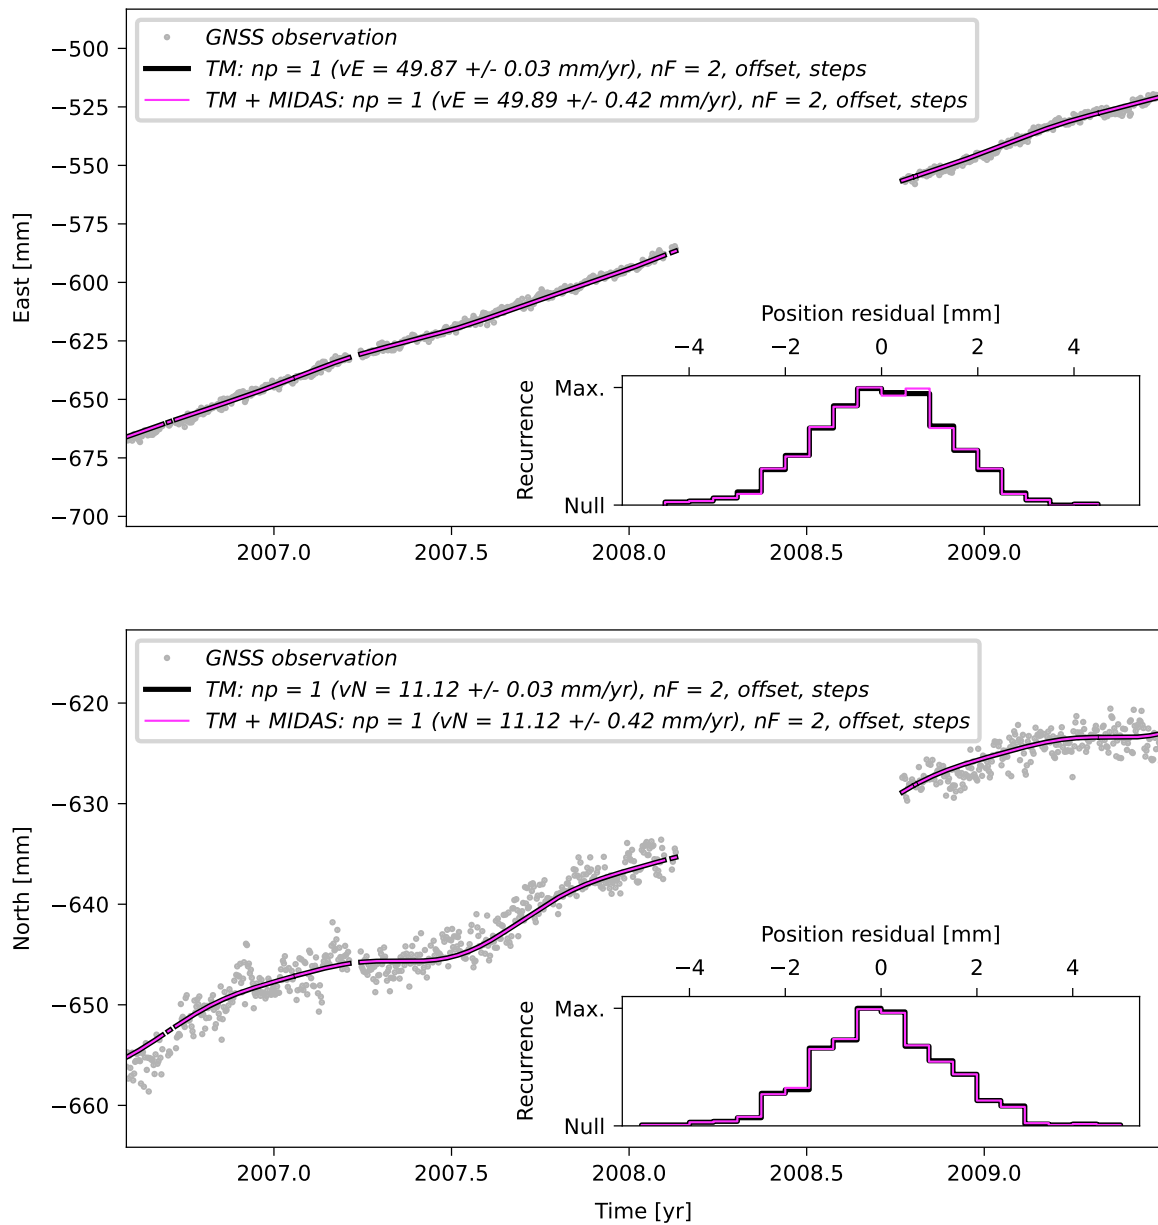 GNSS observation
TM: np = 1 (vE = 49.87 +/- 0.03 mm/yr), nF = 2, offset, steps
TM + MIDAS: np = 1 (vE = 49.89 +/- 0.42 mm/yr), nF = 2, offset, steps
East [mm]
−500
−525
−550
−575
−600
−625
−650
−675
−700
Position residual [mm]
−4 −2 0 2 4
Recurrence
Max.
Null
2007.0 2007.5 2008.0 2008.5 2009.0
GNSS observation
TM: np = 1 (vN = 11.12 +/- 0.03 mm/yr), nF = 2, offset, steps
TM + MIDAS: np = 1 (vN = 11.12 +/- 0.42 mm/yr), nF = 2, offset, steps
North [mm]
−620
−630
−640
−650
−660
Position residual [mm]
−4 −2 0 2 4
Recurrence
Max.
Null
2007.0 2007.5 2008.0 2008.5 2009.0
Time [yr]